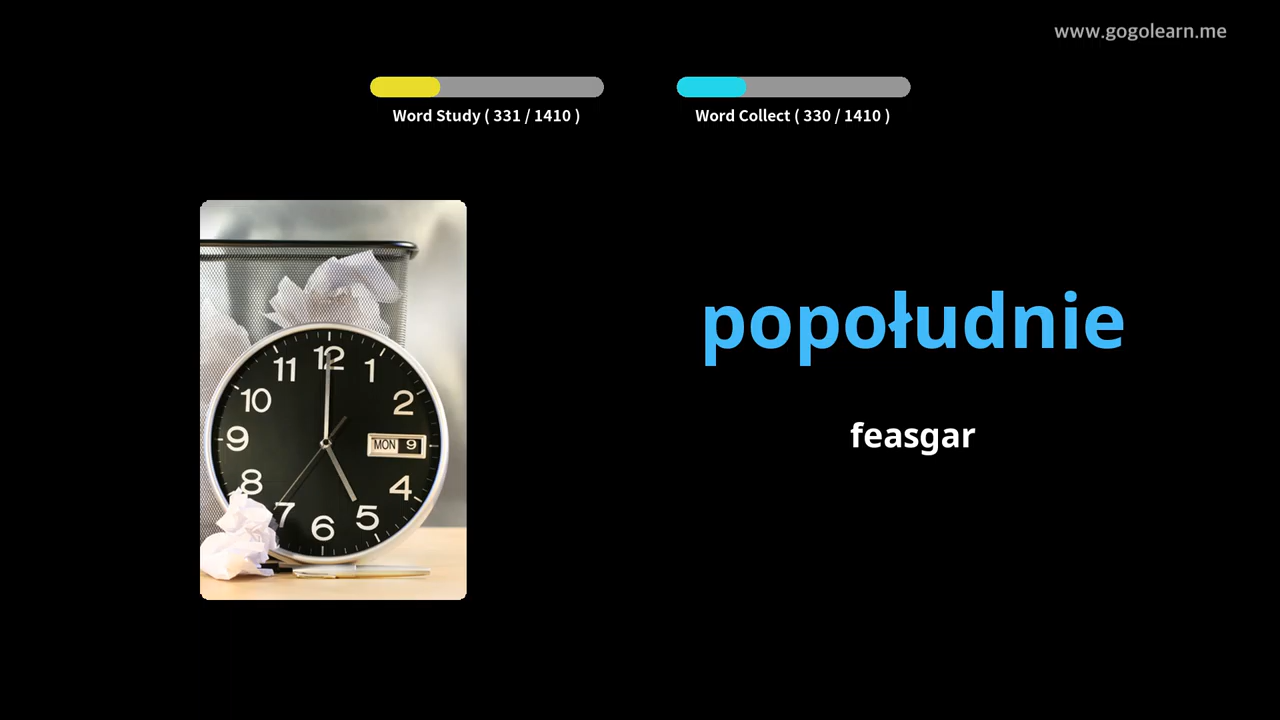 www.gogolearn.me
Word Study ( 331 / 1410 )
Word Collect ( 330 / 1410 )
popołudnie
feasgar
12
11
1
10
2
9
MON 9
8
4
7
5
6